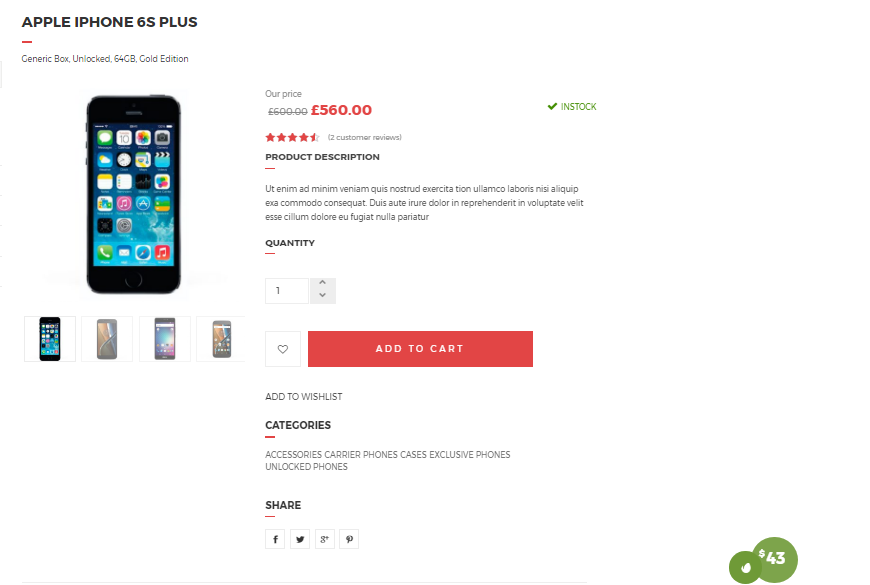 APPLE IPHONE 6S PLUS
Generic Box, Unlocked, 64GB, Gold Edition
Our price
£600.00 £560.00
INSTOCK
(2 customer reviews)
PRODUCT DESCRIPTION
Ut enim ad minim veniam quis nostrud exercita tion ullamco laboris nisi aliquip
exa commodo consequat. Duis aute irure dolor in reprehenderit in voluptate velit
esse cillum dolore eu fugiat nulla pariatur
QUANTITY
1
ADD TO CART
ADD TO WISHLIST
CATEGORIES
ACCESSORIES CARRIER PHONES CASES EXCLUSIVE PHONES
UNLOCKED PHONES
SHARE
$43